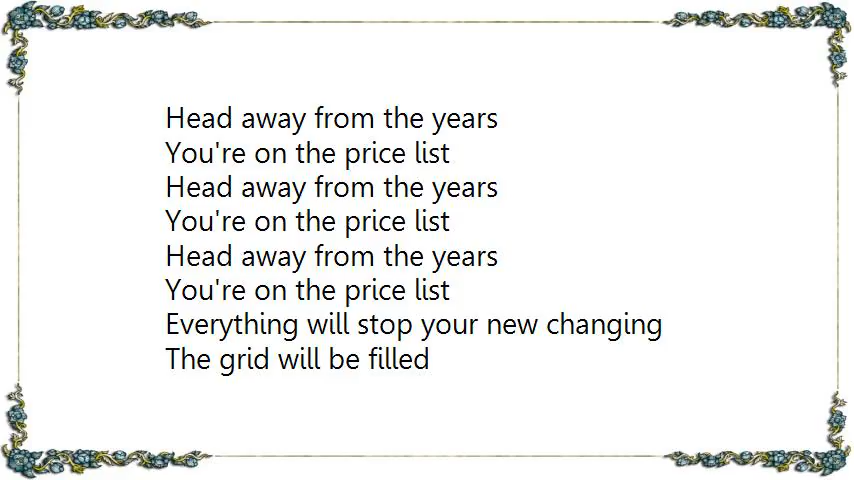 Head away from the years
You're on the price list
Head away from the years
You're on the price list
Head away from the years
You're on the price list
Everything will stop your new changing
The grid will be filled